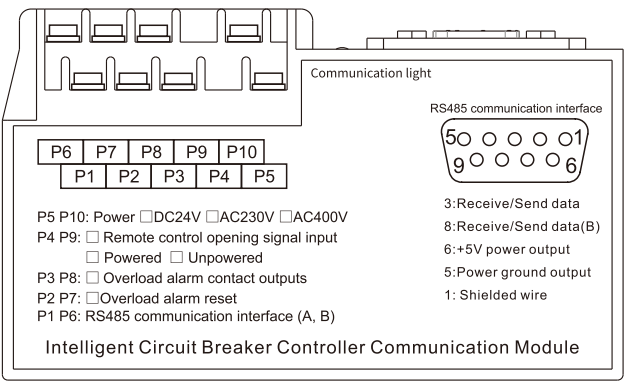 Communication light
RS485 communication interface
5 1
9 6
P6 P7 P8 P9 P10
P1 P2 P3 P4 P5
3:Receive/Send data
8:Receive/Send data(B)
6:+5V power output
5:Power ground output
1: Shielded wire
P5 P10: Power □DC24V □AC230V □AC400V
P4 P9: □ Remote control opening signal input
□ Powered □ Unpowered
P3 P8: □ Overload alarm contact outputs
P2 P7: □Overload alarm reset
P1 P6: RS485 communication interface (A, B)
Intelligent Circuit Breaker Controller Communication Module